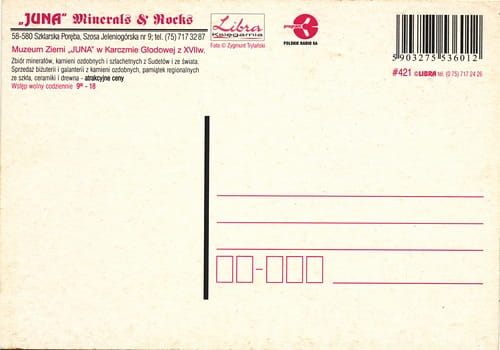 „JUNA” Minerals & Rocks
58-580 Szklarska Poręba, Szosa Jeleniogórska nr 9; tel. (75) 717 32 87
Muzeum Ziemi „JUNA” w Karczmie Głodowej z XVIIw.
Zbiór minerałów, kamieni ozdobnych i szlachetnych z Sudetów i ze świata.
Sprzedaż biżuterii i galanterii z kamieni ozdobnych, pamiątek regionalnych
ze szkła, ceramiki i drewna - atrakcyjne ceny
Wstęp wolny codziennie 9⁰⁰ - 18
Libra
Księgarnia
Foto © Zygmunt Trylański
program
POLSKIE RADIO SA
5903275536012
#421 © LIBRA tel. (0 75) 717 24 26